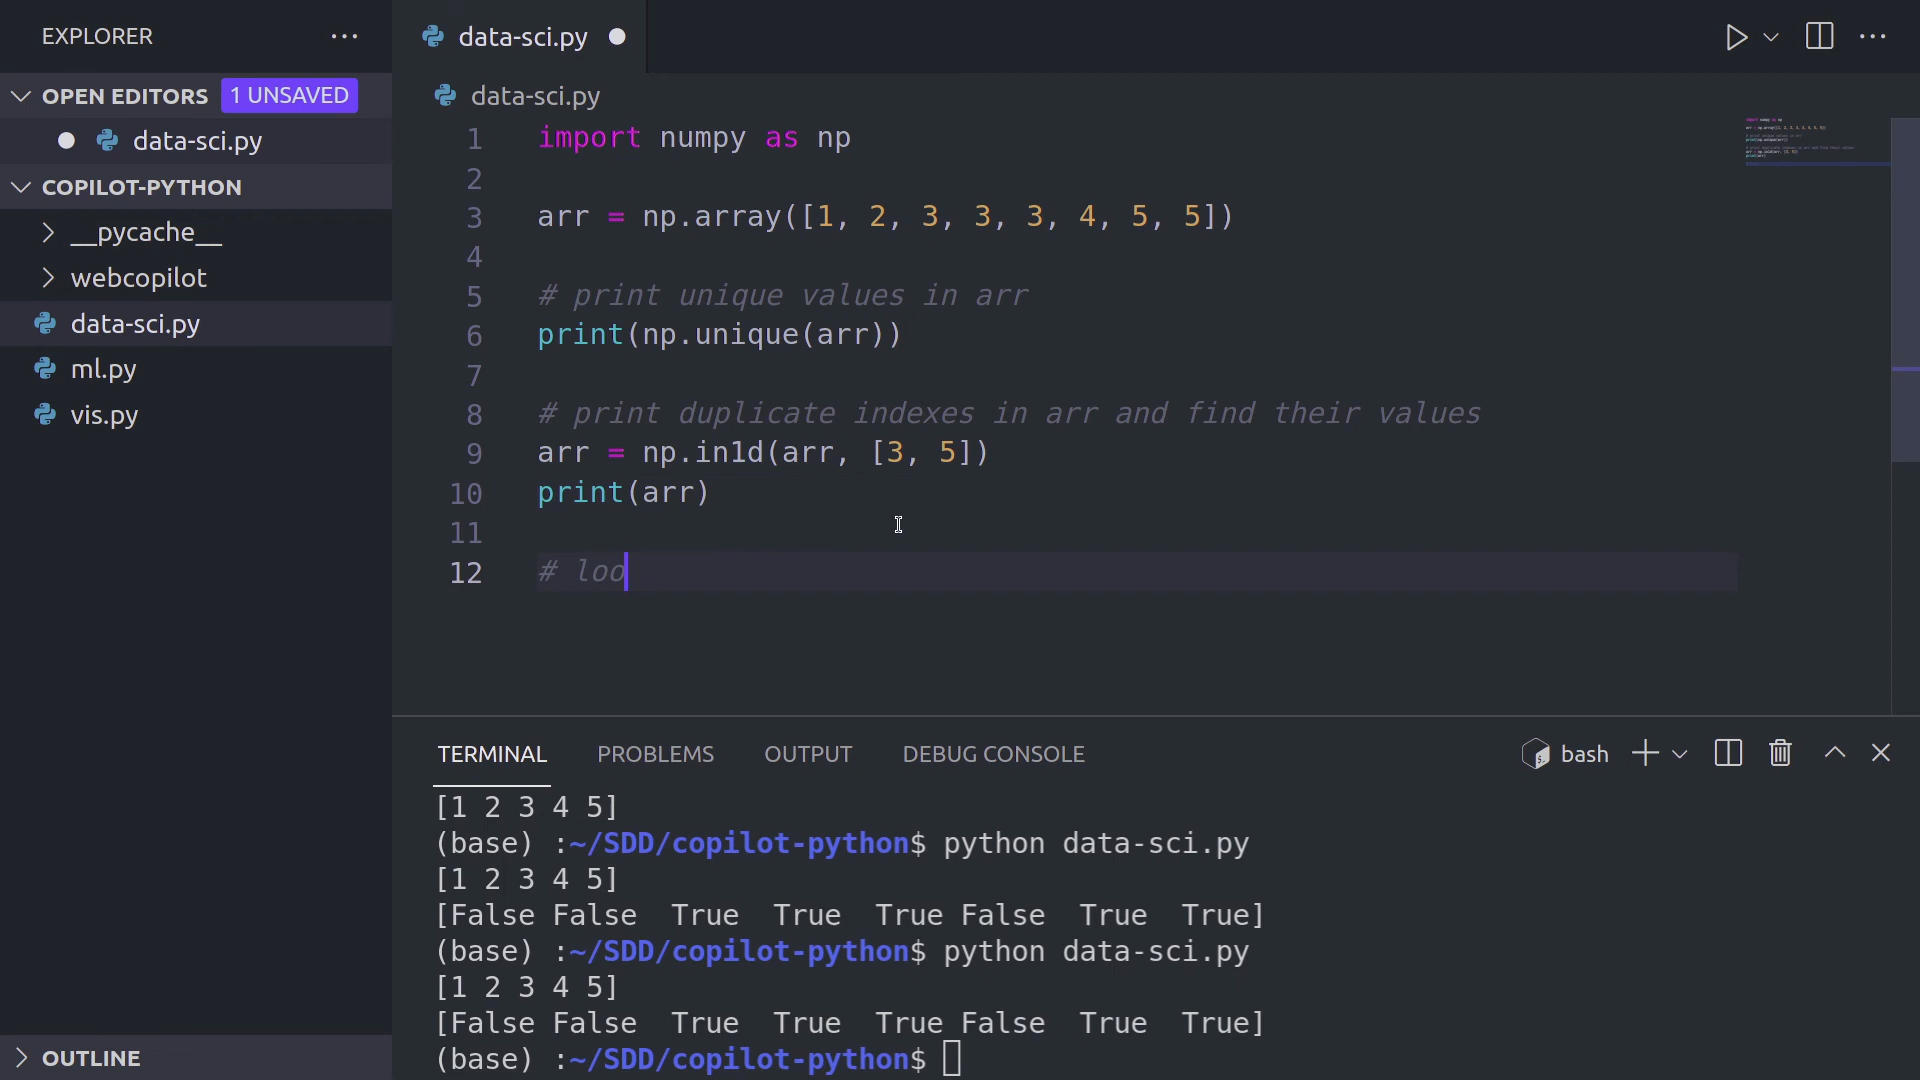 EXPLORER
OPEN EDITORS 1 UNSAVED
data-sci.py
COPILOT-PYTHON
__pycache__
webcopilot
data-sci.py
ml.py
vis.py
OUTLINE
data-sci.py
data-sci.py
1 import numpy as np
2
3 arr = np.array([1, 2, 3, 3, 3, 4, 5, 5])
4
5 # print unique values in arr
6 print(np.unique(arr))
7
8 # print duplicate indexes in arr and find their values
9 arr = np.in1d(arr, [3, 5])
10 print(arr)
11
12 # loo
TERMINAL PROBLEMS OUTPUT DEBUG CONSOLE bash
[1 2 3 4 5]
(base) :~/SDD/copilot-python$ python data-sci.py
[1 2 3 4 5]
[False False  True  True  True False  True  True]
(base) :~/SDD/copilot-python$ python data-sci.py
[1 2 3 4 5]
[False False  True  True  True False  True  True]
(base) :~/SDD/copilot-python$